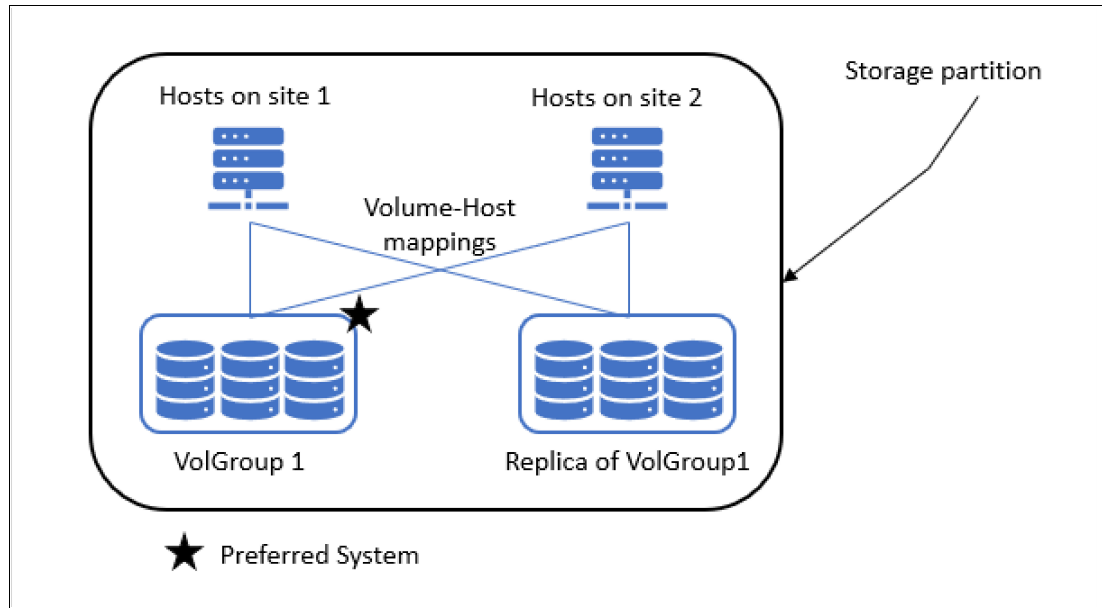 Storage partition
Hosts on site 1
Hosts on site 2
Volume-Host
mappings
VolGroup 1
Replica of VolGroup1
Preferred System